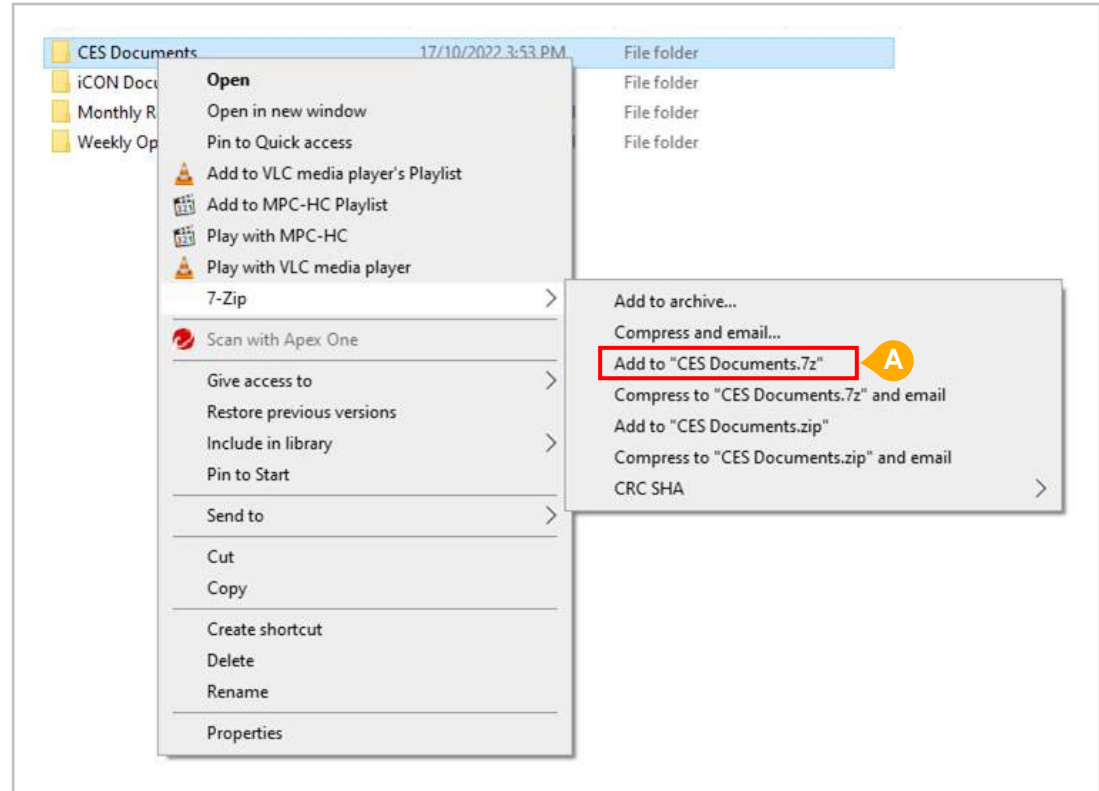 CES Documents 17/10/2022 3:53 PM File folder
iCON Docu File folder
Monthly R File folder
Weekly Op File folder
Open
Open in new window
Pin to Quick access
Add to VLC media player's Playlist
Add to MPC-HC Playlist
Play with MPC-HC
Play with VLC media player
7-Zip
Scan with Apex One
Give access to
Restore previous versions
Include in library
Pin to Start
Send to
Cut
Copy
Create shortcut
Delete
Rename
Properties
Add to archive...
Compress and email...
Add to "CES Documents.7z"
A
Compress to "CES Documents.7z" and email
Add to "CES Documents.zip"
Compress to "CES Documents.zip" and email
CRC SHA